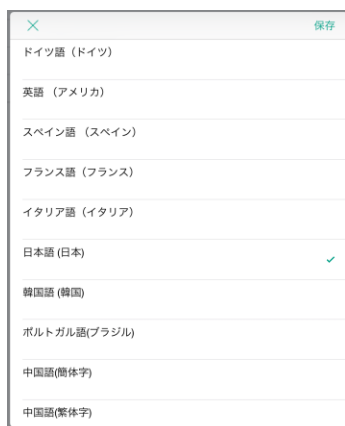 保存
ドイツ語（ドイツ）
英語 （アメリカ）
スペイン語 （スペイン）
フランス語（フランス）
イタリア語（イタリア）
日本語 (日本)
韓国語 (韓国)
ポルトガル語(ブラジル)
中国語(簡体字)
中国語(繁体字)